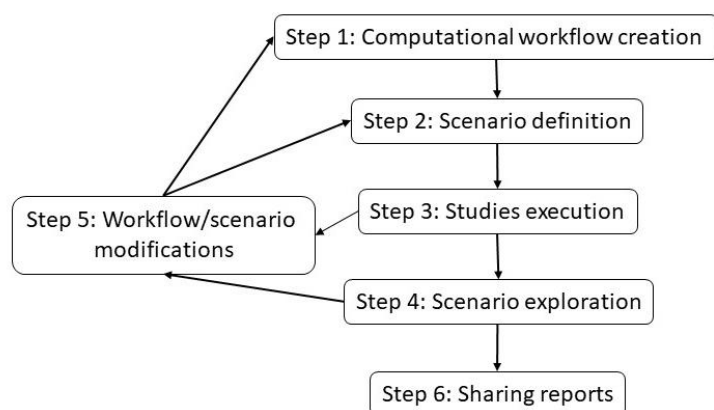 Step 1: Computational workflow creation
Step 2: Scenario definition
Step 5: Workflow/scenario
modifications
Step 3: Studies execution
Step 4: Scenario exploration
Step 6: Sharing reports